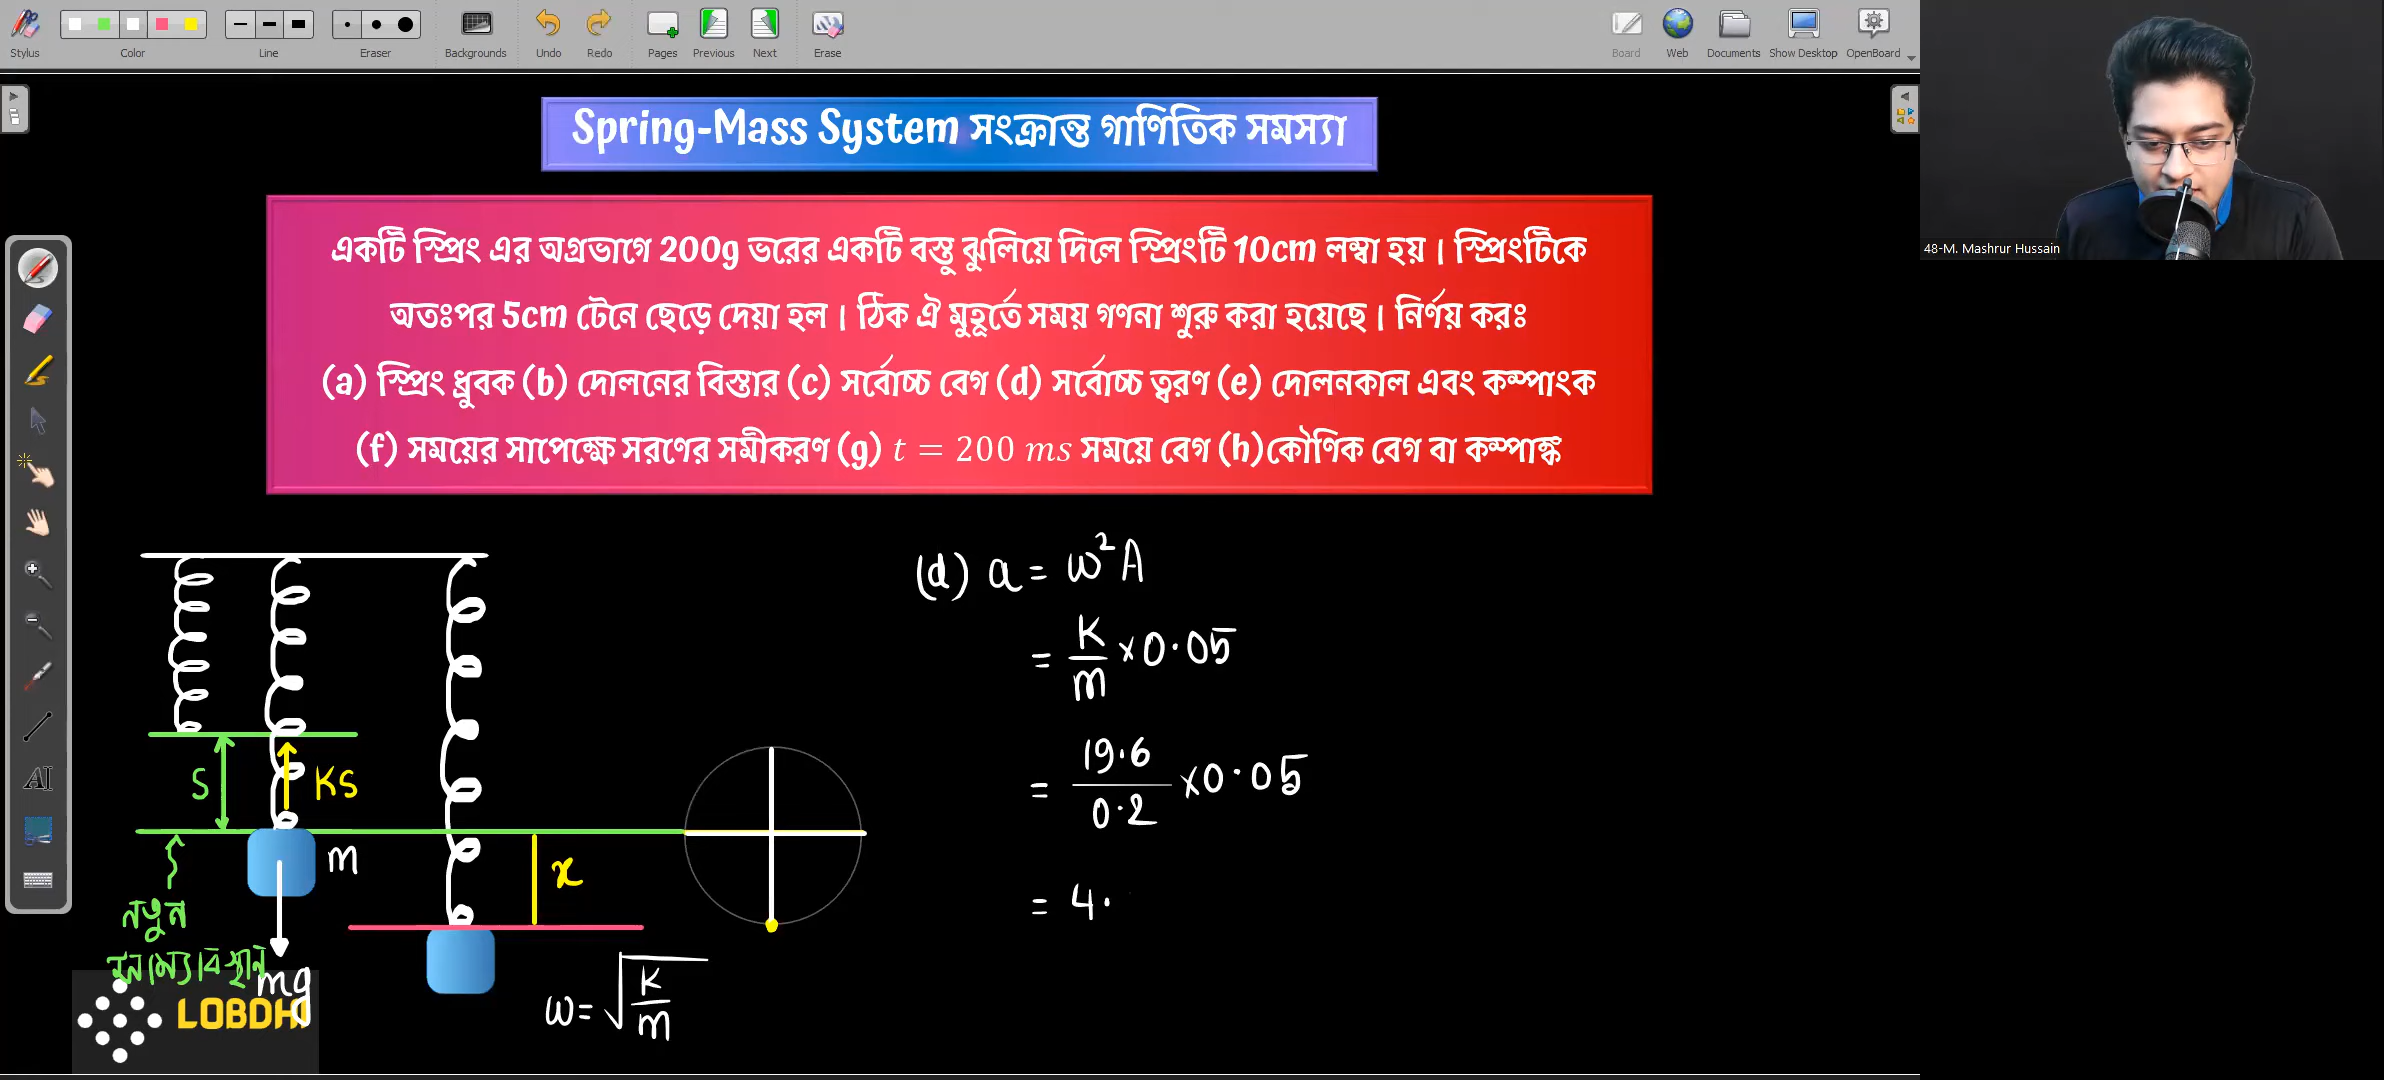 Stylus
Color
Line
Eraser
Backgrounds
Undo
Redo
Pages
Previous
Next
Erase
Board
Web
Documents
Show Desktop
OpenBoard
48-M. Mashrur Hussain
Spring-Mass System সংক্রান্ত গাণিতিক সমস্যা
একটি স্প্রিং এর অগ্রভাগে 200g ভরের একটি বস্তু ঝুলিয়ে দিলে স্প্রিংটি 10cm লম্বা হয়। স্প্রিংটিকে
অতঃপর 5cm টেনে ছেড়ে দেয়া হল। ঠিক ঐ মুহূর্তে সময় গণনা শুরু করা হয়েছে। নির্ণয় করঃ
(a) স্প্রিং ধ্রুবক (b) দোলনের বিস্তার (c) সর্বোচ্চ বেগ (d) সর্বোচ্চ ত্বরণ (e) দোলনকাল এবং কম্পাংক
(f) সময়ের সাপেক্ষে সরণের সমীকরণ (g) t = 200 ms সময়ে বেগ (h)কৌণিক বেগ বা কম্পাঙ্ক
AI
S
KS
m
x
নতুন
mg
ω = √(K/m)
(d) a = ω²A
= K/m × 0.05
= 19.6/0.2 × 0.05
= 4.
LOBDH